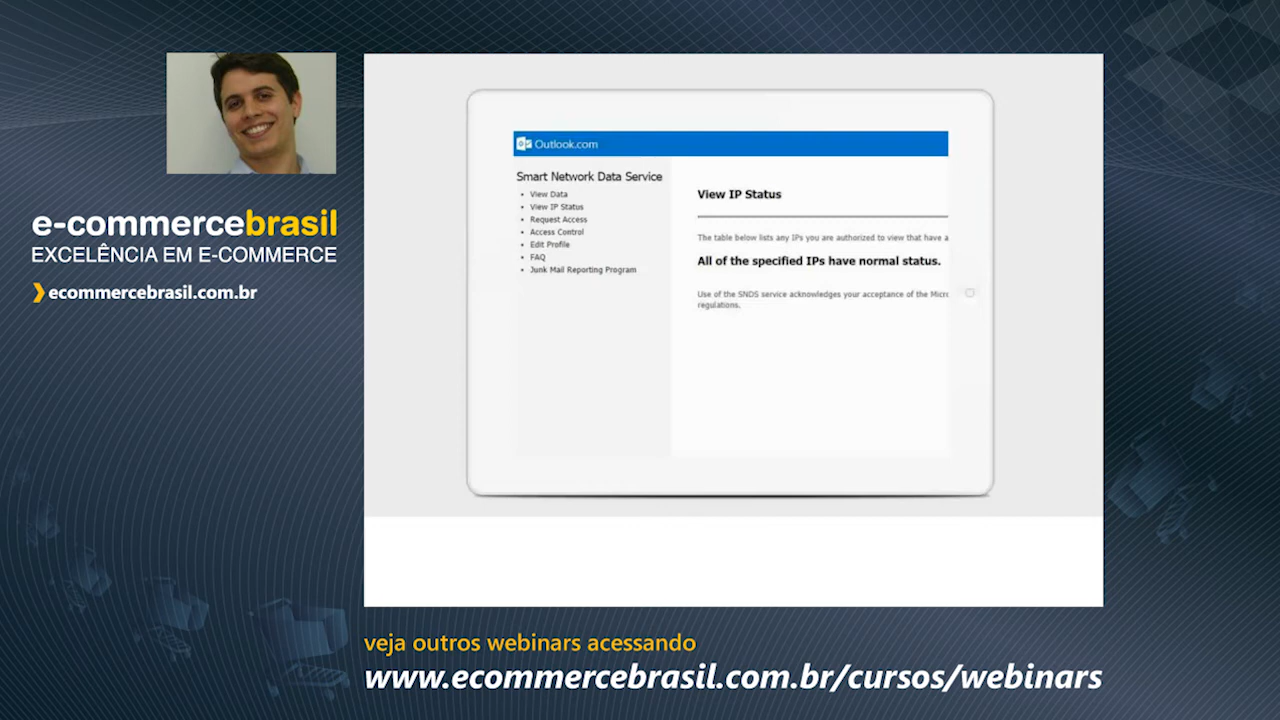 e-commercebrasil
EXCELÊNCIA EM E-COMMERCE
ecommercebrasil.com.br
Outlook.com
Smart Network Data Service
• View Data
• View IP Status
• Request Access
• Access Control
• Edit Profile
• FAQ
• Junk Mail Reporting Program
View IP Status
The table below lists any IPs you are authorized to view that have a
All of the specified IPs have normal status.
Use of the SNDS service acknowledges your acceptance of the Micro
regulations.
veja outros webinars acessando
www.ecommercebrasil.com.br/cursos/webinars